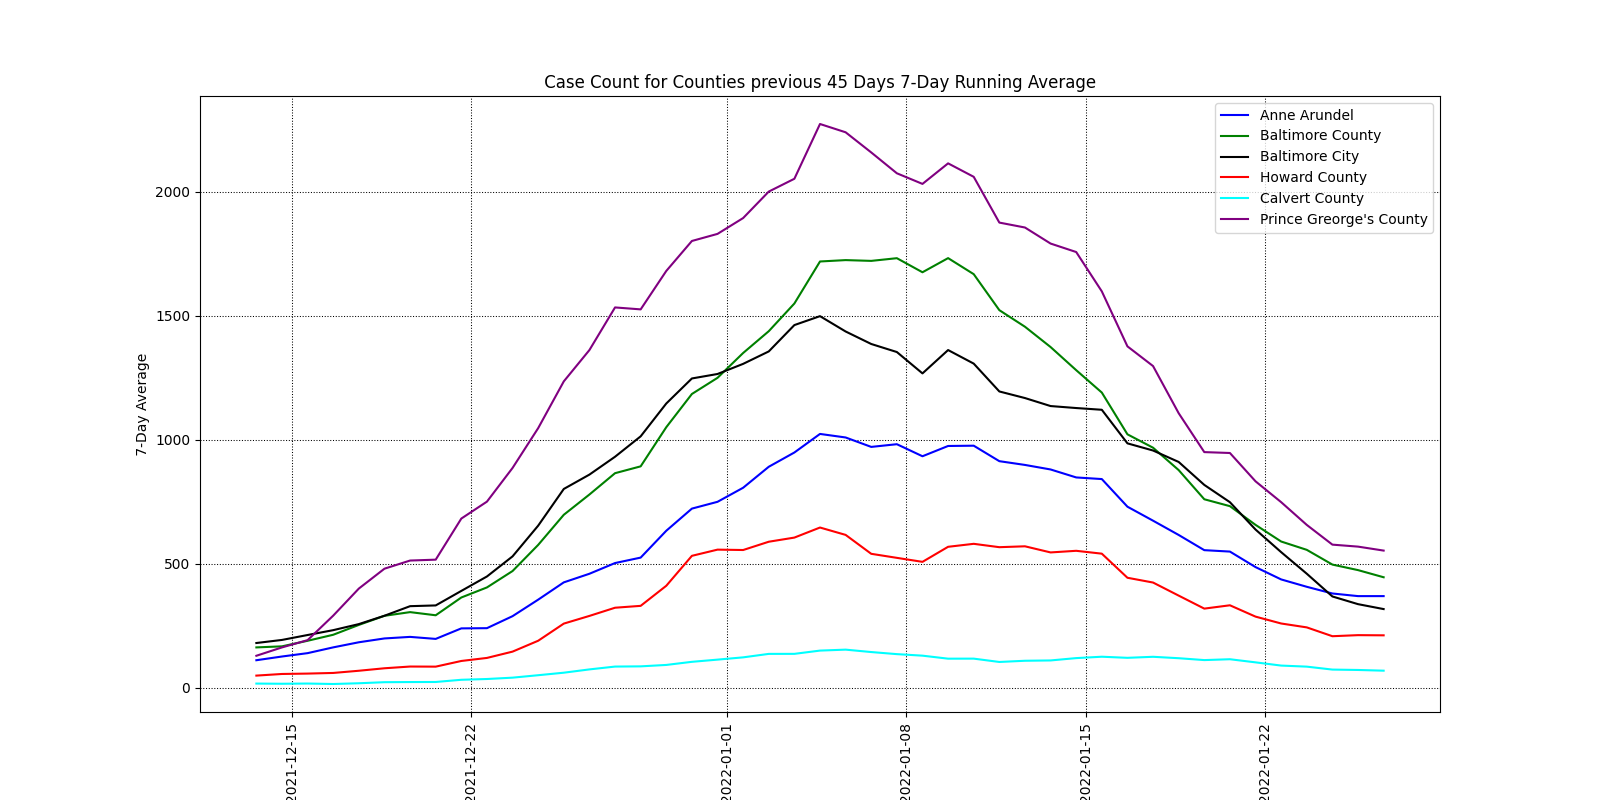 Case Count for Counties previous 45 Days 7-Day Running Average
Anne Arundel
Baltimore County
Baltimore City
Howard County
Calvert County
Prince Greorge's County
7-Day Average
2000
1500
1000
500
0
2021-12-15
2021-12-22
2022-01-01
2022-01-08
2022-01-15
2022-01-22